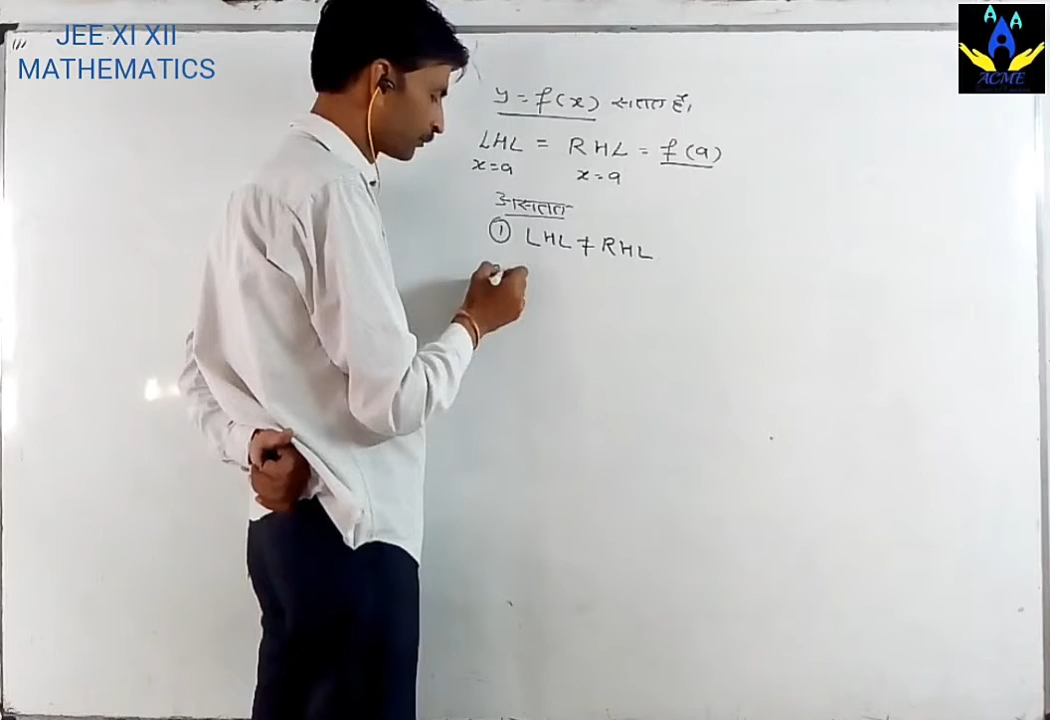 JEE XI XII
MATHEMATICS
A A
ACME
y = f(x) सतत है,
LHL = RHL = f(a)
x=a x=a
असतत
① LHL ≠ RHL